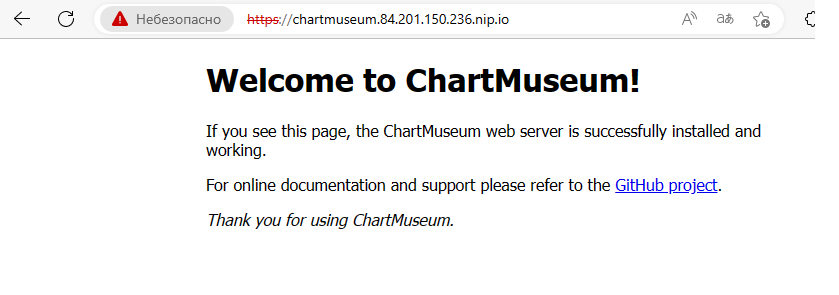 Небезопасно https://chartmuseum.84.201.150.236.nip.io
Welcome to ChartMuseum!
If you see this page, the ChartMuseum web server is successfully installed and
working.
For online documentation and support please refer to the GitHub project.
Thank you for using ChartMuseum.